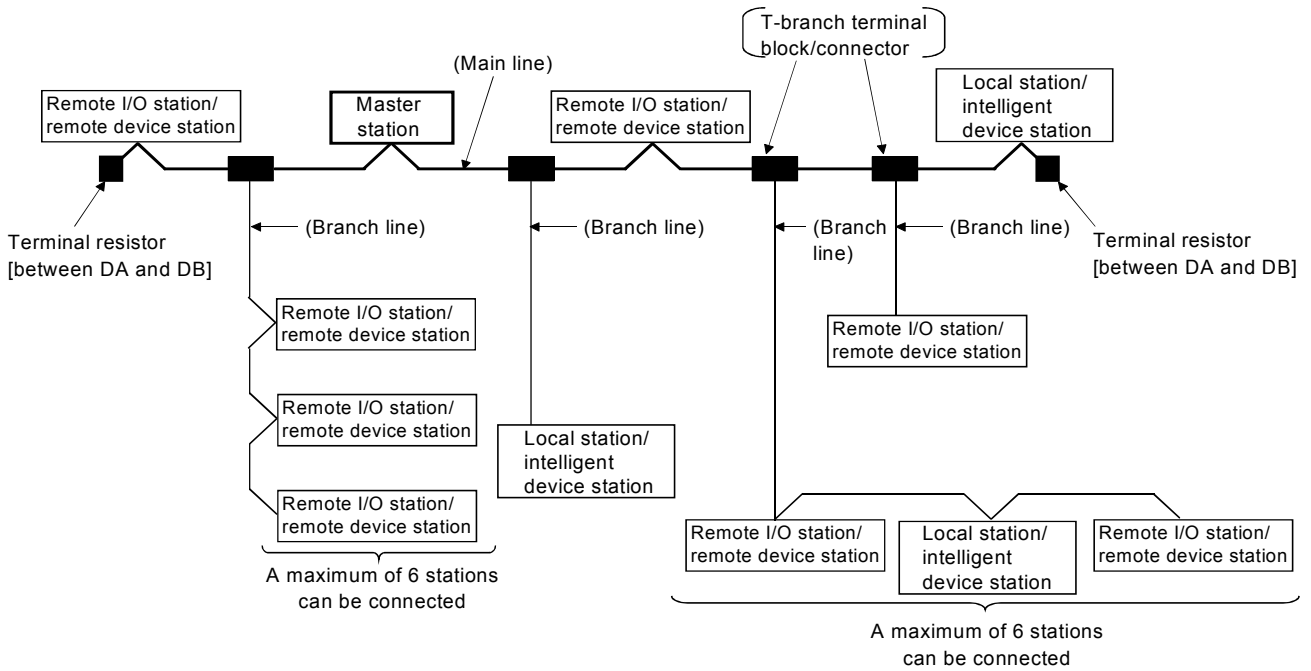 T-branch terminal
block/connector
(Main line)
Remote I/O station/
remote device station
Master
station
Remote I/O station/
remote device station
Local station/
intelligent
device station
Terminal resistor
[between DA and DB]
(Branch line)
(Branch line)
(Branch
line)
(Branch line)
Terminal resistor
[between DA and DB]
Remote I/O station/
remote device station
Remote I/O station/
remote device station
Remote I/O station/
remote device station
A maximum of 6 stations
can be connected
Local station/
intelligent
device station
Remote I/O station/
remote device station
Remote I/O station/
remote device station
Local station/
intelligent
device station
Remote I/O station/
remote device station
A maximum of 6 stations
can be connected